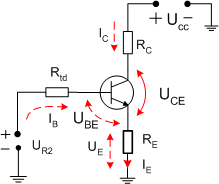 + U_cc -
I_C
R_C
R_td
U_CE
I_B
U_BE
+
-
U_R2
U_E
R_E
I_E